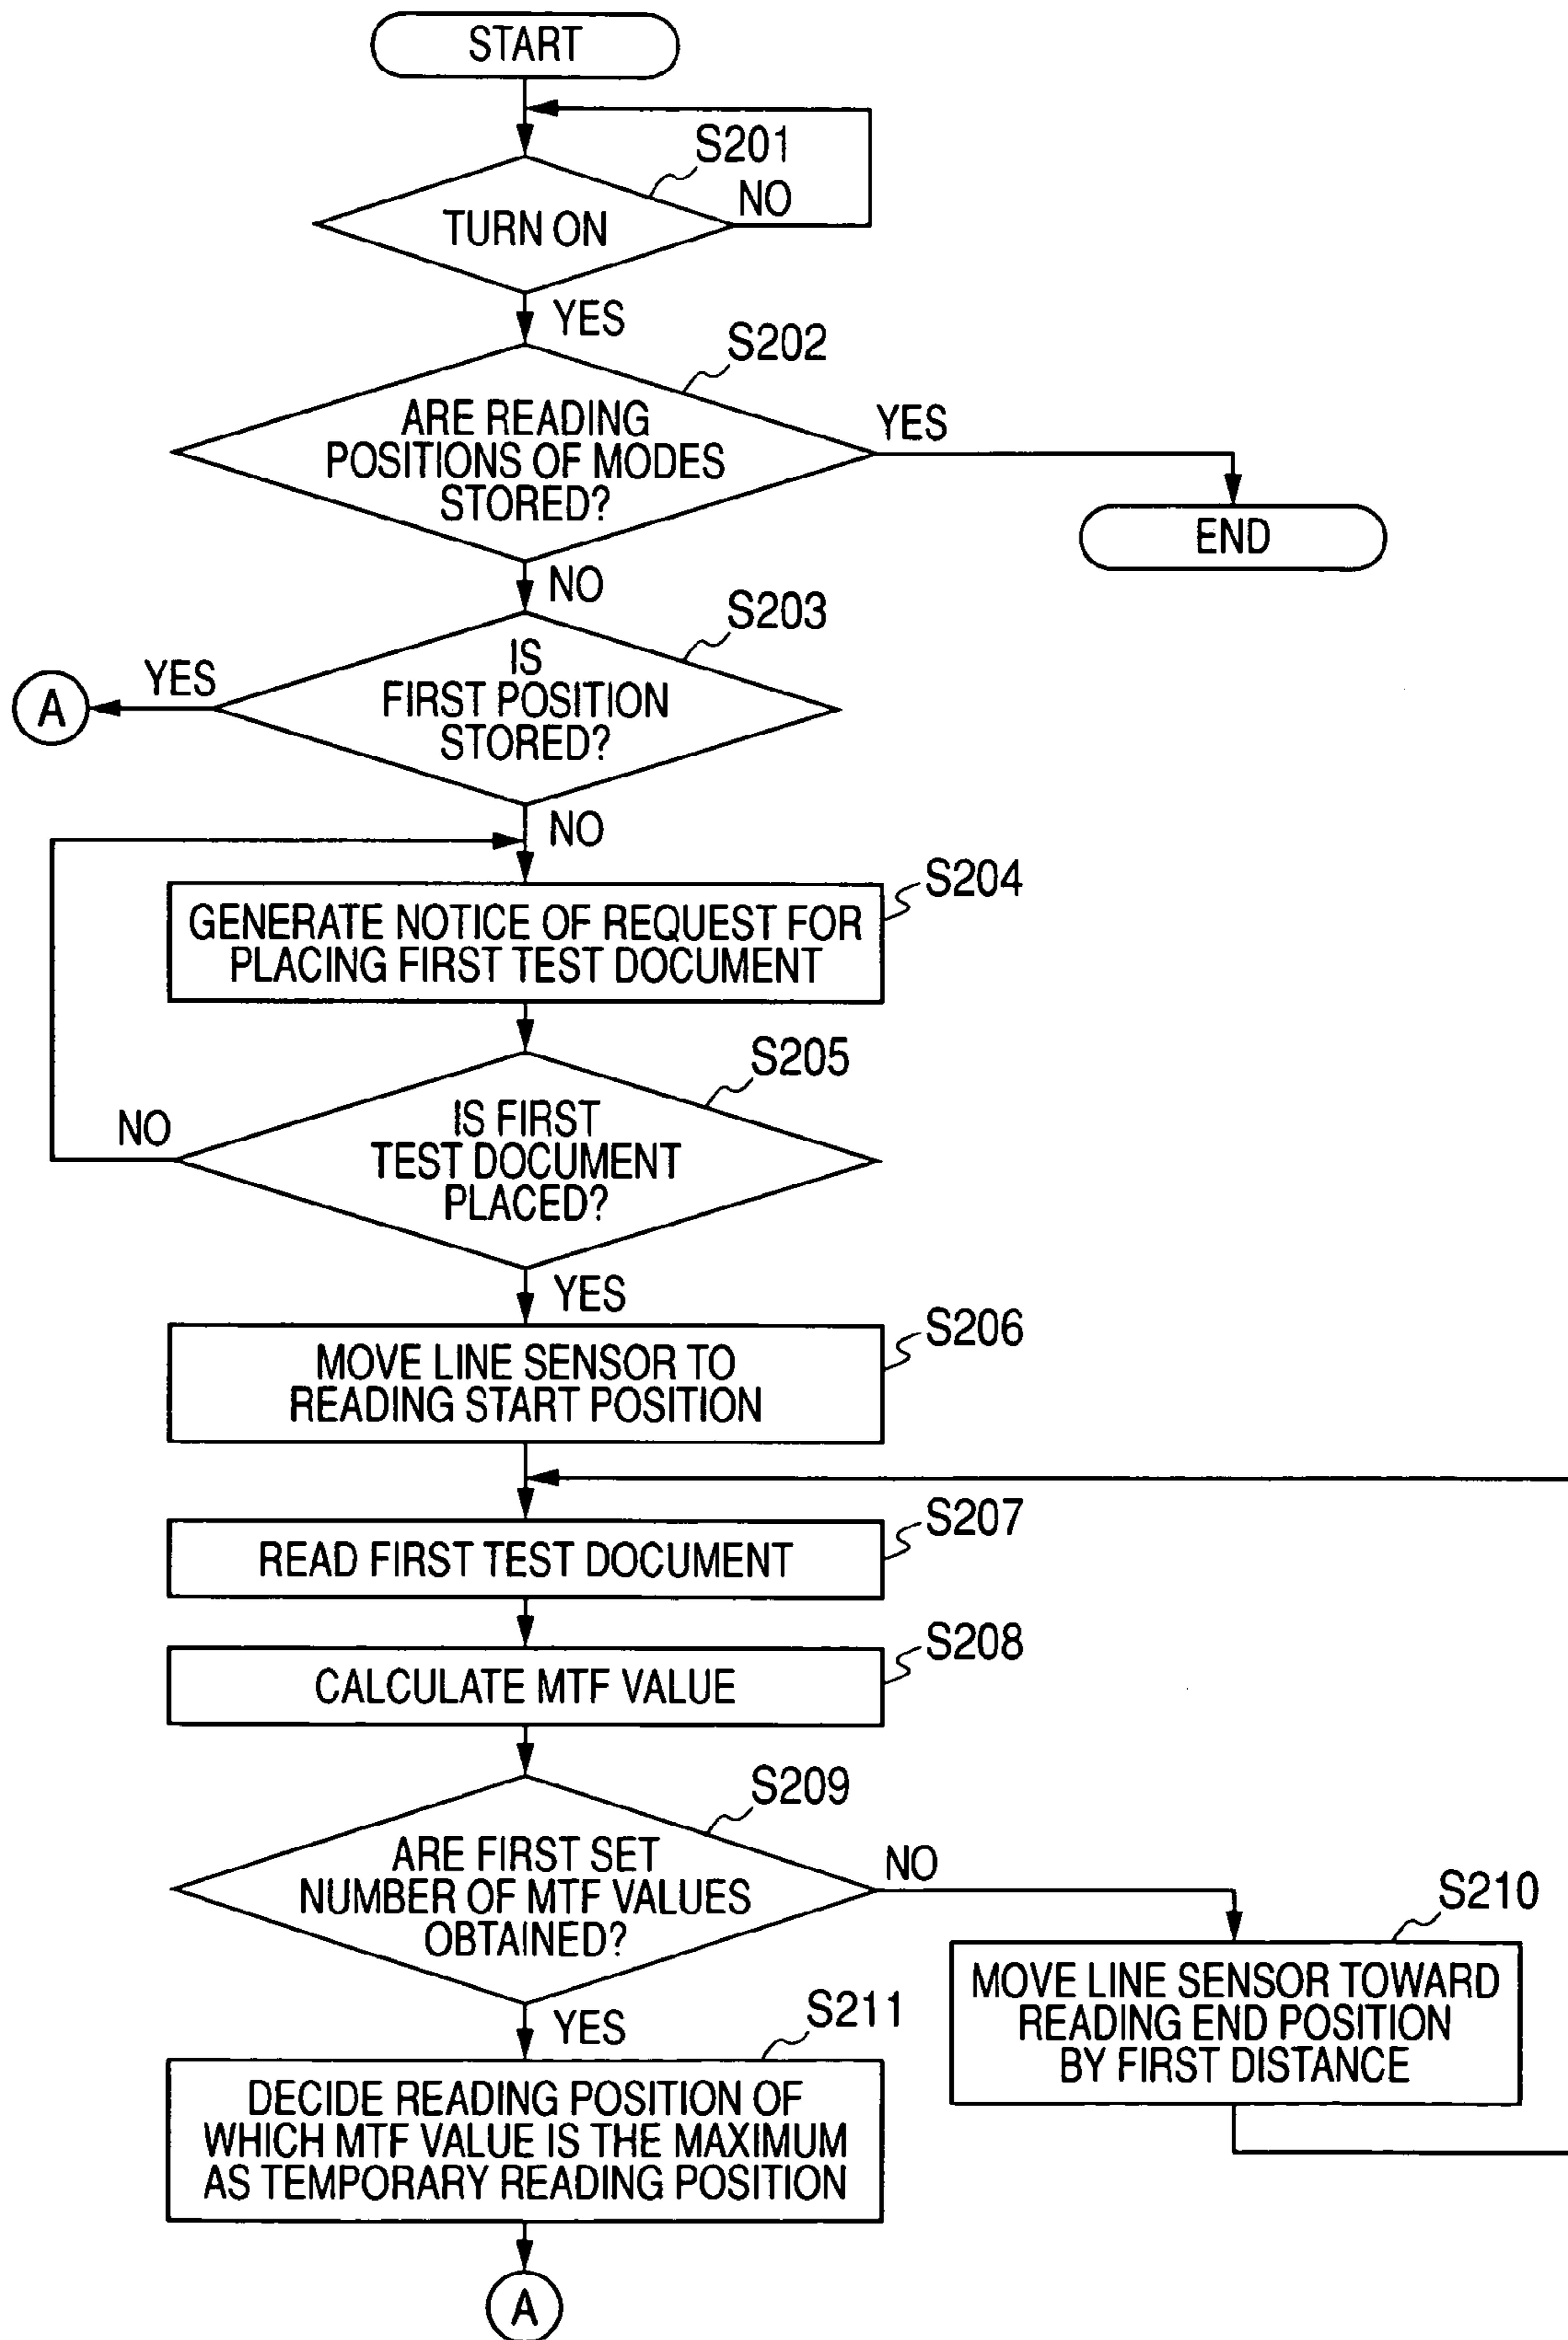 START
S201
NO
TURN ON
YES
S202
ARE READING
POSITIONS OF MODES
STORED?
YES
END
NO
S203
IS
FIRST POSITION
STORED?
YES
A
NO
S204
GENERATE NOTICE OF REQUEST FOR
PLACING FIRST TEST DOCUMENT
S205
NO
IS FIRST
TEST DOCUMENT
PLACED?
YES
S206
MOVE LINE SENSOR TO
READING START POSITION
S207
READ FIRST TEST DOCUMENT
S208
CALCULATE MTF VALUE
S209
ARE FIRST SET
NUMBER OF MTF VALUES
OBTAINED?
NO
S210
MOVE LINE SENSOR TOWARD
READING END POSITION
BY FIRST DISTANCE
YES
S211
DECIDE READING POSITION OF
WHICH MTF VALUE IS THE MAXIMUM
AS TEMPORARY READING POSITION
A